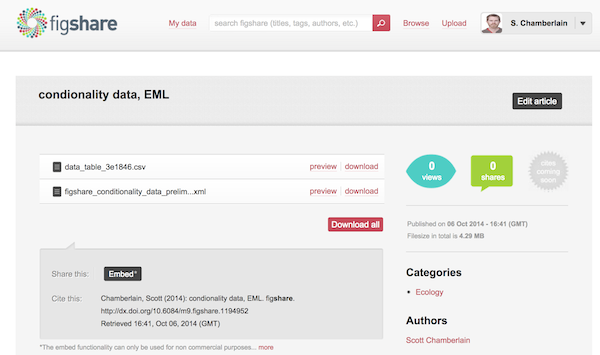 figshare
My data
search figshare (titles, tags, authors, etc.)
Browse
Upload
S. Chamberlain
condionality data, EML
Edit article
data_table_3e1846.csv
preview
download
figshare_conditionality_data_prelim...xml
preview
download
Download all
0
views
0
shares
cites
coming
soon
Published on 06 Oct 2014 - 16:41 (GMT)
Filesize in total is 4.29 MB
Share this:
Embed*
Cite this:
Chamberlain, Scott (2014): condionality data, EML. figshare.
http://dx.doi.org/10.6084/m9.figshare.1194952
Retrieved 16:41, Oct 06, 2014 (GMT)
*The embed functionality can only be used for non commercial purposes... more
Categories
Ecology
Authors
Scott Chamberlain